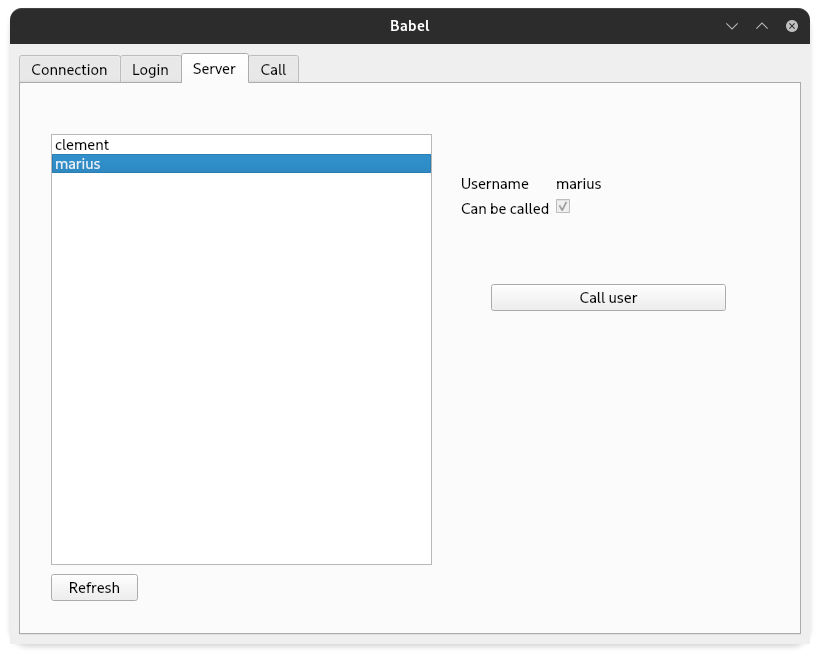 Babel
Connection Login Server Call
clement
marius
Username marius
Can be called
Call user
Refresh